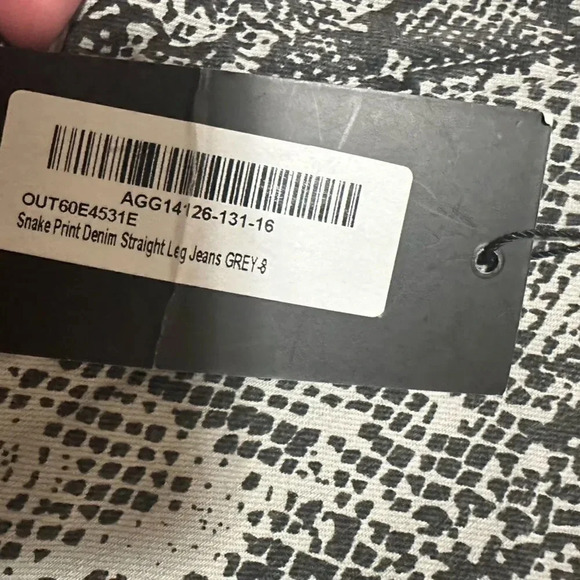 AGG14126-131-16
OUT60E4531E
Snake Print Denim Straight Leg Jeans GREY-8